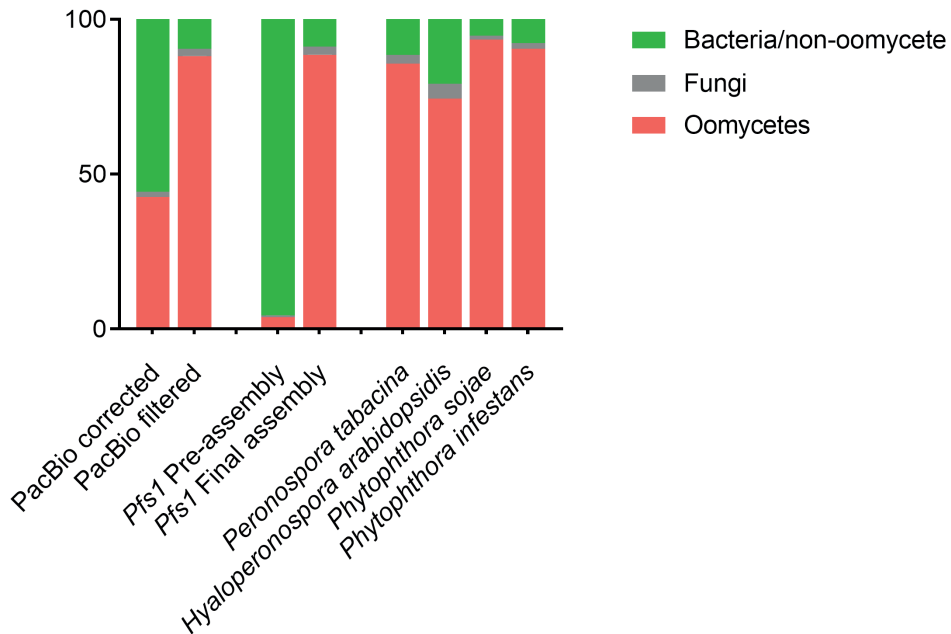 100
50
0
Bacteria/non-oomycete
Fungi
Oomycetes
PacBio corrected
PacBio filtered
Pfs1 Pre-assembly
Pfs1 Final assembly
Peronospora tabacina
Hyaloperonospora arabidopsidis
Phytophthora sojae
Phytophthora infestans